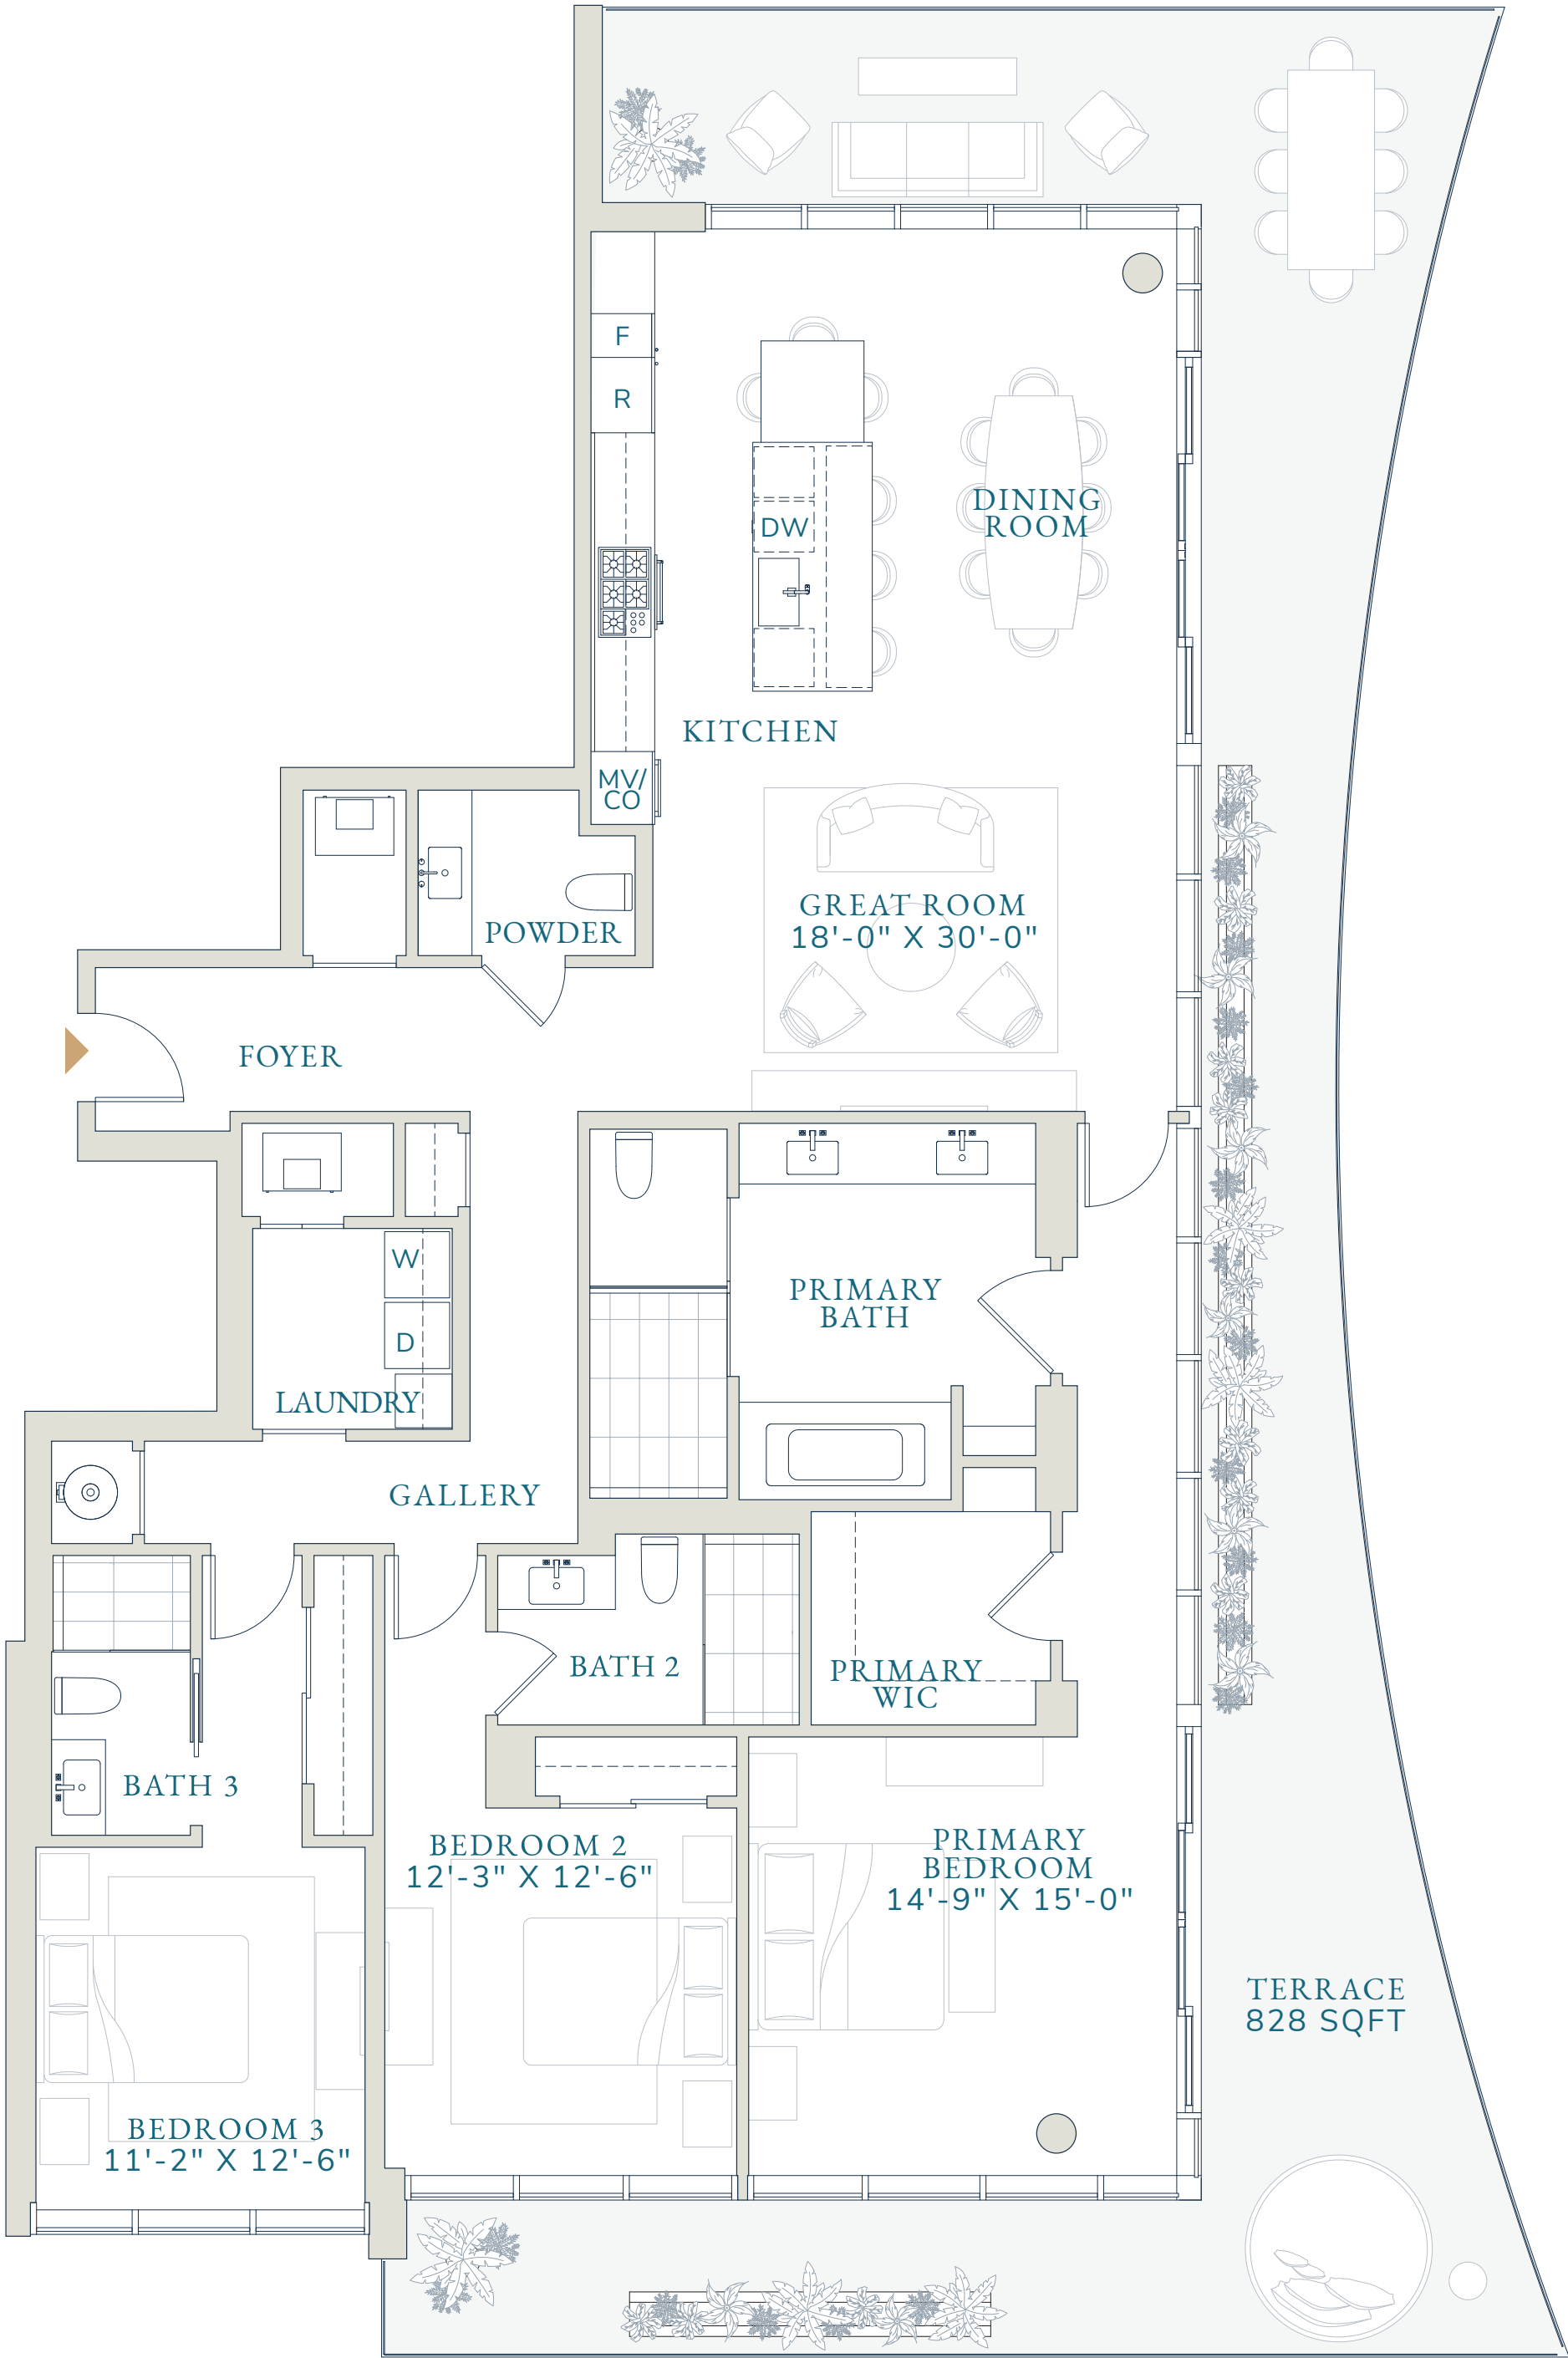 F
R
DW
DINING
ROOM
KITCHEN
MV/
CO
POWDER
GREAT ROOM
18'-0" X 30'-0"
FOYER
W
D
LAUNDRY
PRIMARY
BATH
GALLERY
BATH 2
PRIMARY
WIC
BATH 3
BEDROOM 2
12'-3" X 12'-6"
PRIMARY
BEDROOM
14'-9" X 15'-0"
TERRACE
828 SQFT
BEDROOM 3
11'-2" X 12'-6"